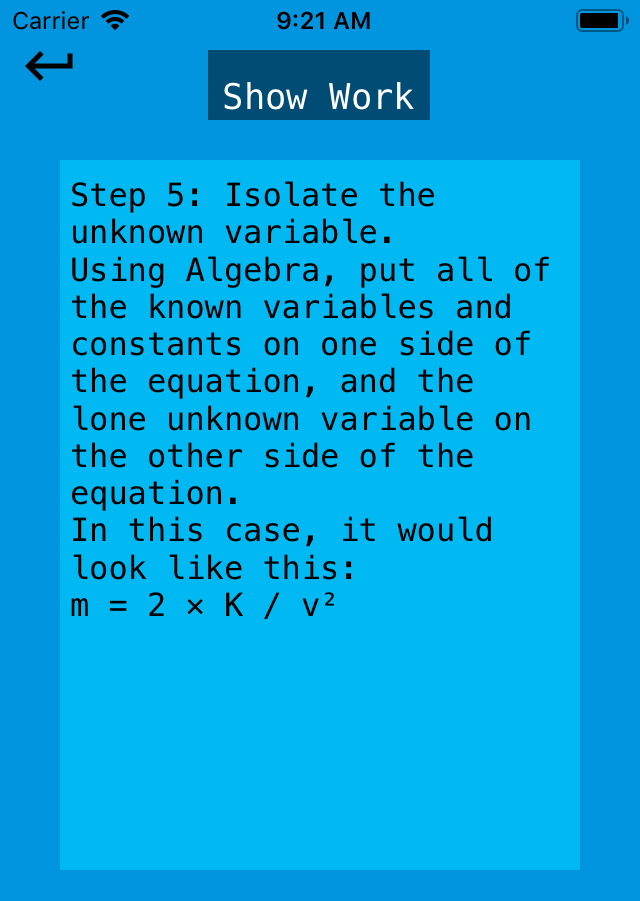 Carrier 9:21 AM
Show Work
Step 5: Isolate the
unknown variable.
Using Algebra, put all of
the known variables and
constants on one side of
the equation, and the
lone unknown variable on
the other side of the
equation.
In this case, it would
look like this:
m = 2 × K / v²